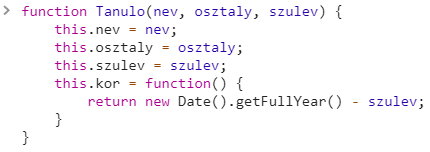 > function Tanulo(nev, osztaly, szulev) {
    this.nev = nev;
    this.osztaly = osztaly;
    this.szulev = szulev;
    this.kor = function() {
        return new Date().getFullYear() - szulev;
    }
}